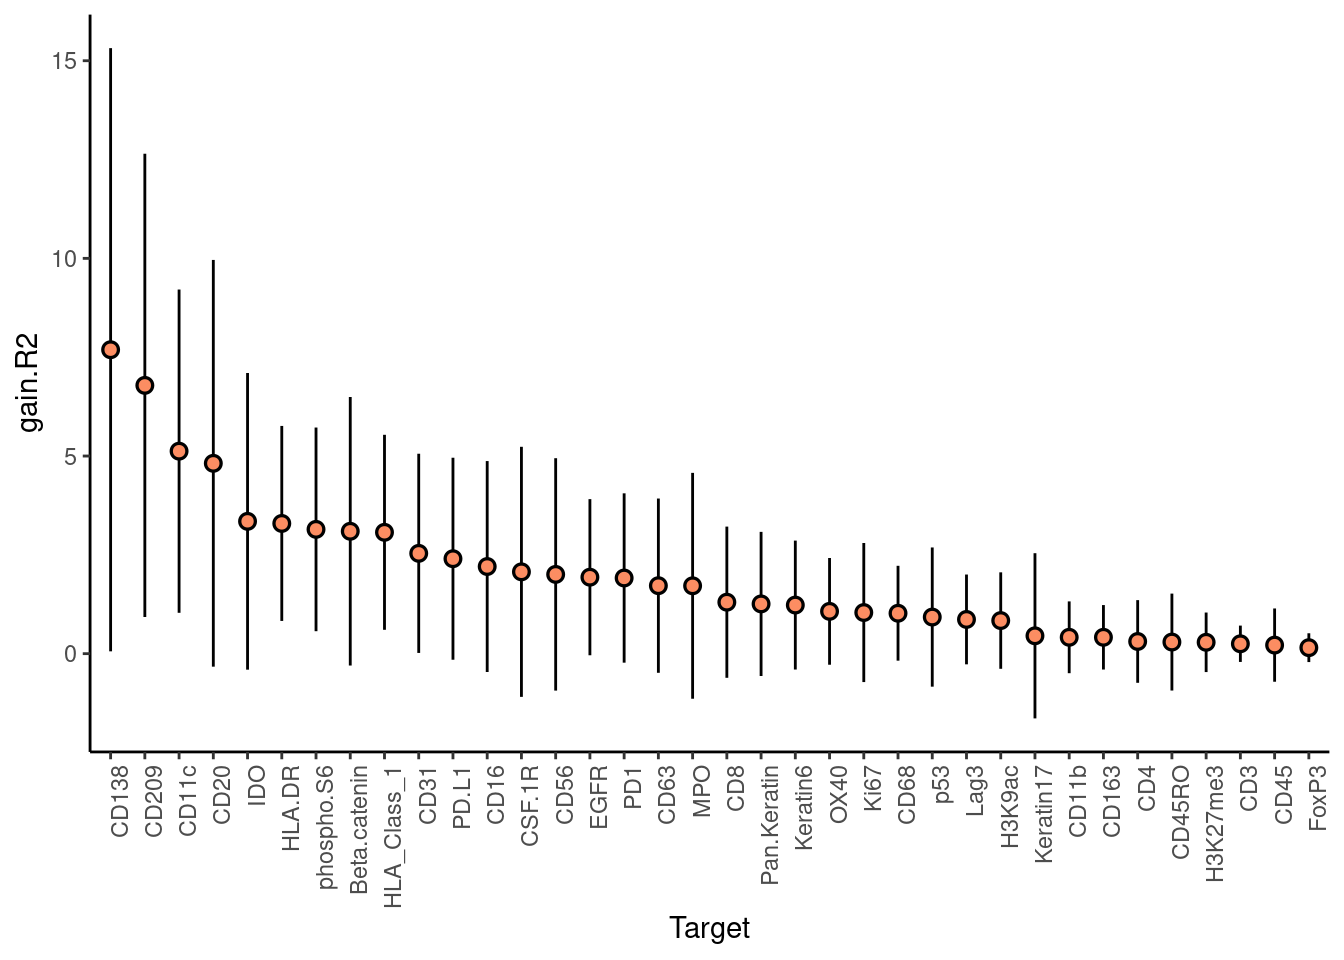 15
10
5
0
gain.R2
CD138
CD209
CD11c
CD20
IDO
HLA.DR
phospho.S6
Beta.catenin
HLA_Class_1
CD31
PD.L1
CD16
CSF.1R
CD56
EGFR
PD1
CD63
MPO
CD8
Pan.Keratin
Keratin6
OX40
Ki67
CD68
p53
Lag3
H3K9ac
Keratin17
CD11b
CD163
CD4
CD45RO
H3K27me3
CD3
CD45
FoxP3
Target